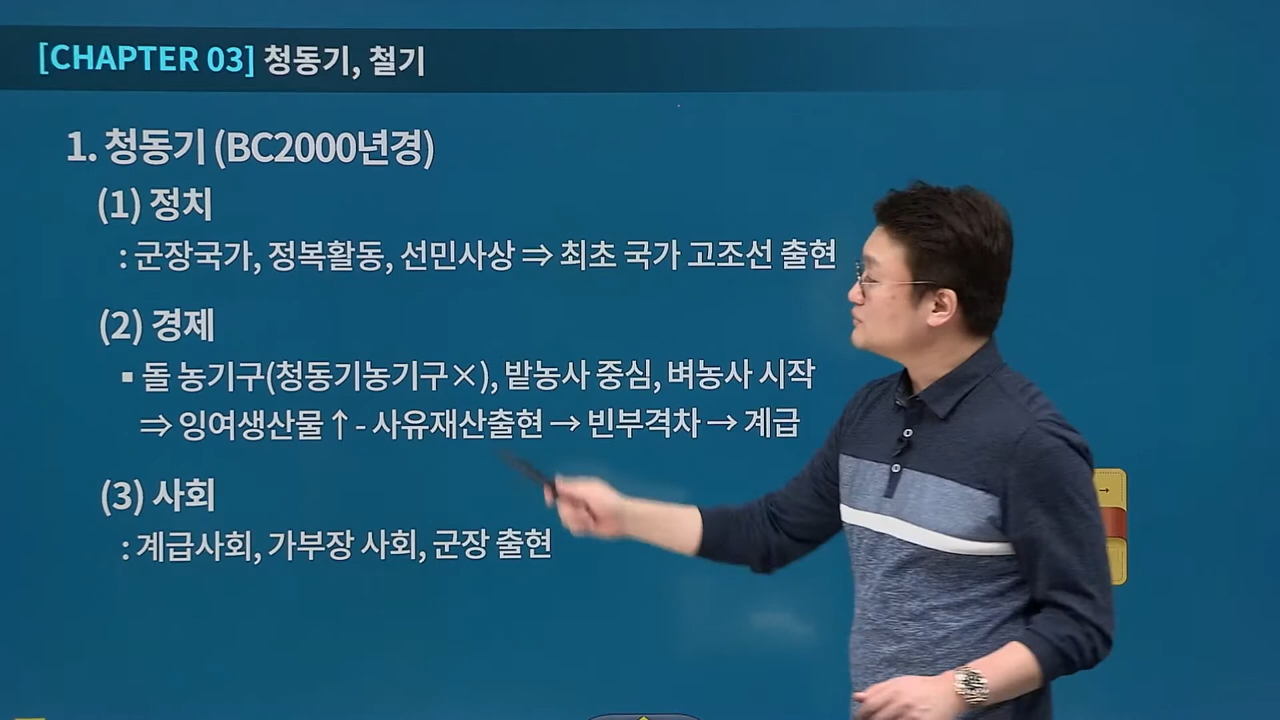 [CHAPTER 03] 청동기, 철기
1. 청동기 (BC2000년경)
(1) 정치
: 군장국가, 정복활동, 선민사상 ⇒ 최초 국가 고조선 출현
(2) 경제
▪ 돌 농기구(청동기농기구×), 밭농사 중심, 벼농사 시작
⇒ 잉여생산물↑ - 사유재산출현 → 빈부격차 → 계급
(3) 사회
: 계급사회, 가부장 사회, 군장 출현